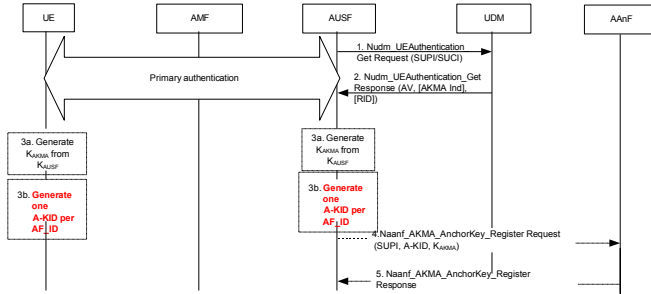 UE
AMF
AUSF
UDM
AAnF
1. Nudm_UEAuthentication
Get Request (SUPI/SUCI)
Primary authentication
2. Nudm_UEAuthentication_Get
Response (AV, [AKMA Ind],
[RID])
3a. Generate
KAKMA from
KAUSF
3a. Generate
KAKMA from
KAUSF
3b. Generate
one
A-KID per
AF_ID
3b. Generate
one
A-KID per
AF_ID
4.Naanf_AKMA_AnchorKey_Register Request
(SUPI, A-KID, KAKMA)
5. Naanf_AKMA_AnchorKey_Register
Response